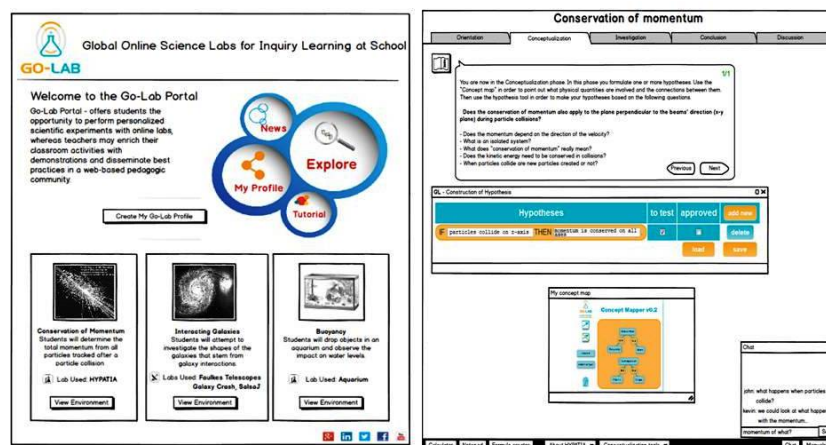 GO-LAB
Global Online Science Labs for Inquiry Learning at School
Welcome to the Go-Lab Portal
Go-Lab Portal - offers students the
opportunity to perform personalized
scientific experiments with online labs,
whereas teachers may enrich their
classroom activities with
demonstrations and disseminate best
practices in a web-based pedagogic
community.
Create My Go-Lab Profile
News
Explore
My Profile
Tutorial
Conservation of Momentum
Students will determine the
total momentum from all
particles tracked after a
particle collision
Lab Used: HYPATIA
View Environment
Interacting Galaxies
Students will attempt to
investigate the shapes of the
galaxies that stem from
galaxy interactions.
Labs Used: Faulkes Telescopes
Galaxy Crash, SalsaJ
View Environment
Buoyancy
Students will drop objects in an
aquarium and observe the
impact on water levels.
Lab Used: Aquarium
View Environment
Conservation of momentum
Orientation
Conceptualization
Investigation
Conclusion
Discussion
1/1
You are now in the Conceptualization phase. In this phase you formulate one or more hypotheses. Use the
"Concept map" in order to point out what physical quantities are involved and the connections between them.
Then use the hypothesis tool in order to make your hypotheses based on the following questions.
Does the conservation of momentum also apply to the plane perpendicular to the beams' direction (x-y
plane) during particle collisions?
- Does the momentum depend on the direction of the velocity?
- What is an isolated system?
- What does "conservation of momentum" really mean?
- Does the kinetic energy need to be conserved in collisions?
- When particles collide are new particles created or not?
Previous
Next
GL - Construction of Hypothesis
Hypotheses
to test
approved
add new
IF particles collide on z-axis THEN momentum is conserved on all
axes
delete
load
save
My concept map
GO-LAB
Concept Mapper v0.2
Chat
john: what happens when particles
collide?
kevin: we could look at what happe
with the momentum..
momentum of what?
S
Calculator
Notepad
Formula creator
About HYPATIA
Conceptualization tools
Chat